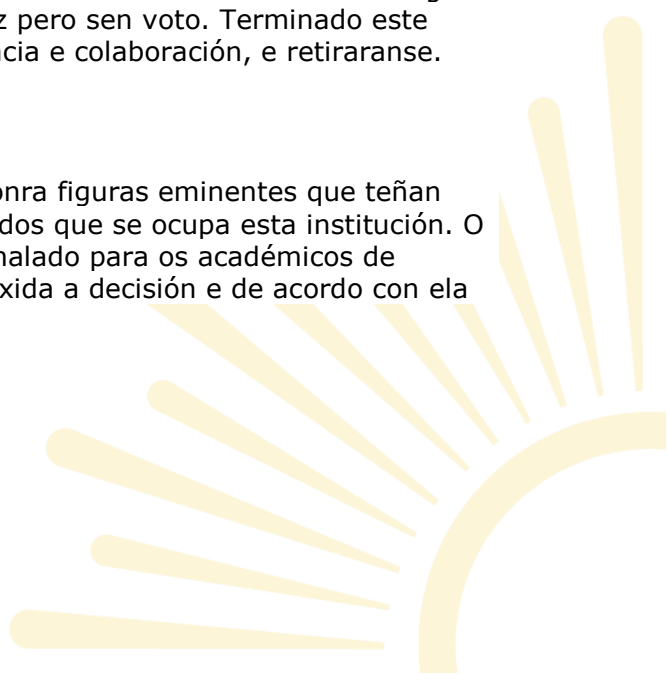 pero sen voto. Terminado este
ncia e colaboración, e retiraranse.
onra figuras eminentes que teñan
dos que se ocupa esta institución. O
nalado para os académicos de
xida a decisión e de acordo con ela